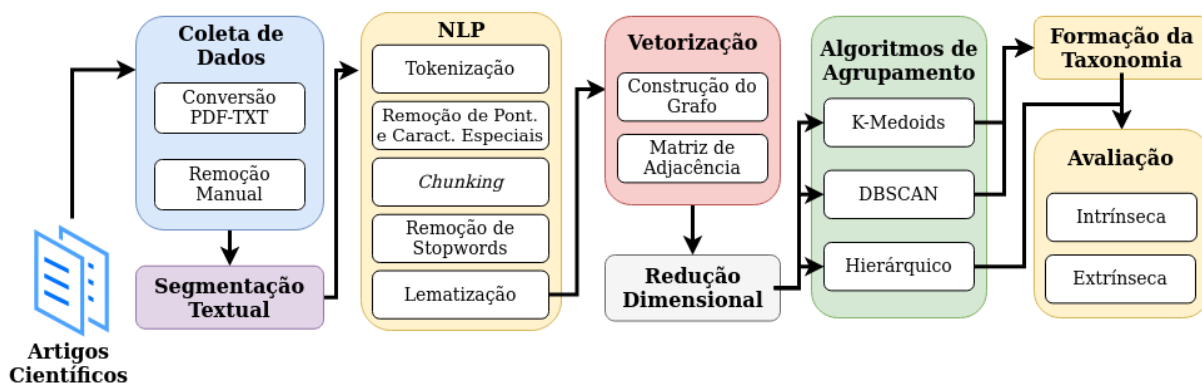 Coleta de
Dados
Conversão
PDF-TXT
Remoção
Manual
Segmentação
Textual
Artigos
Científicos
NLP
Tokenização
Remoção de Pont.
e Caract. Especiais
Chunking
Remoção de
Stopwords
Lematização
Vetorização
Construção do
Grafo
Matriz de
Adjacência
Redução
Dimensional
Algoritmos de
Agrupamento
K-Medoids
DBSCAN
Hierárquico
Formação da
Taxonomia
Avaliação
Intrínseca
Extrínseca